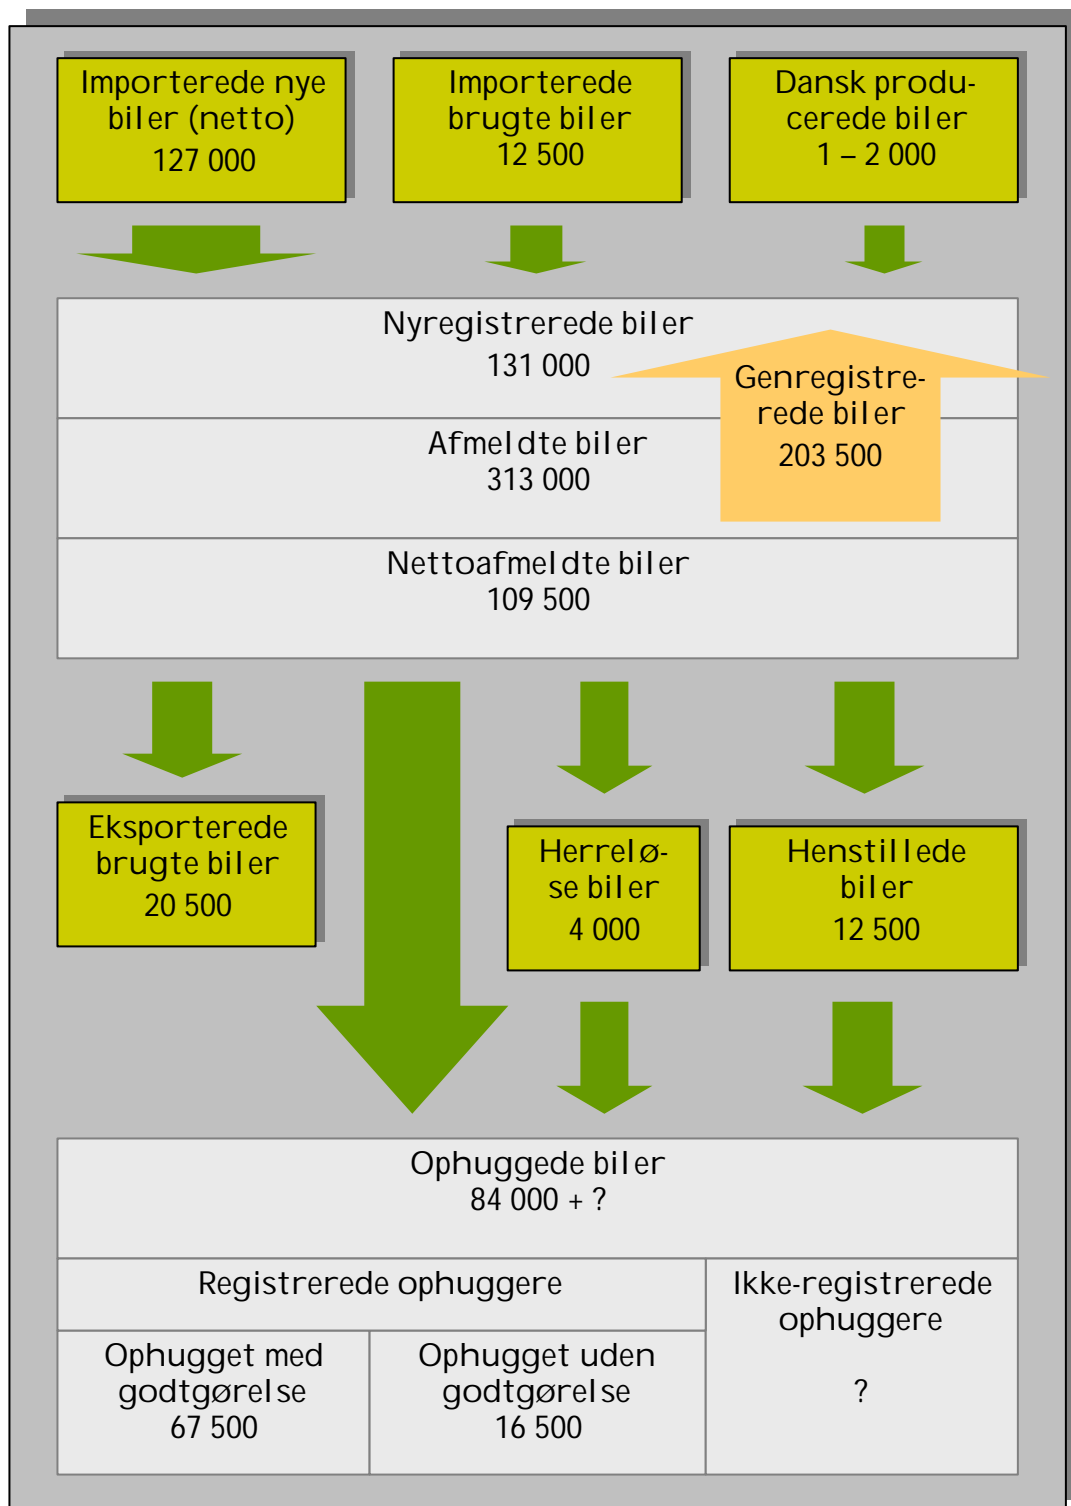 Importerede nye
biler (netto)
127 000
Importerede
brugte biler
12 500
Dansk produ-
cerede biler
1 – 2 000
Nyregistrerede biler
131 000
Genregistre-
rede biler
203 500
Afmeldte biler
313 000
Nettoafmeldte biler
109 500
Eksporterede
brugte biler
20 500
Herrelø-
se biler
4 000
Henstillede
biler
12 500
Ophuggede biler
84 000 + ?
Registrerede ophuggere
Ikke-registrerede
ophuggere
?
Ophugget med
godtgørelse
67 500
Ophugget uden
godtgørelse
16 500